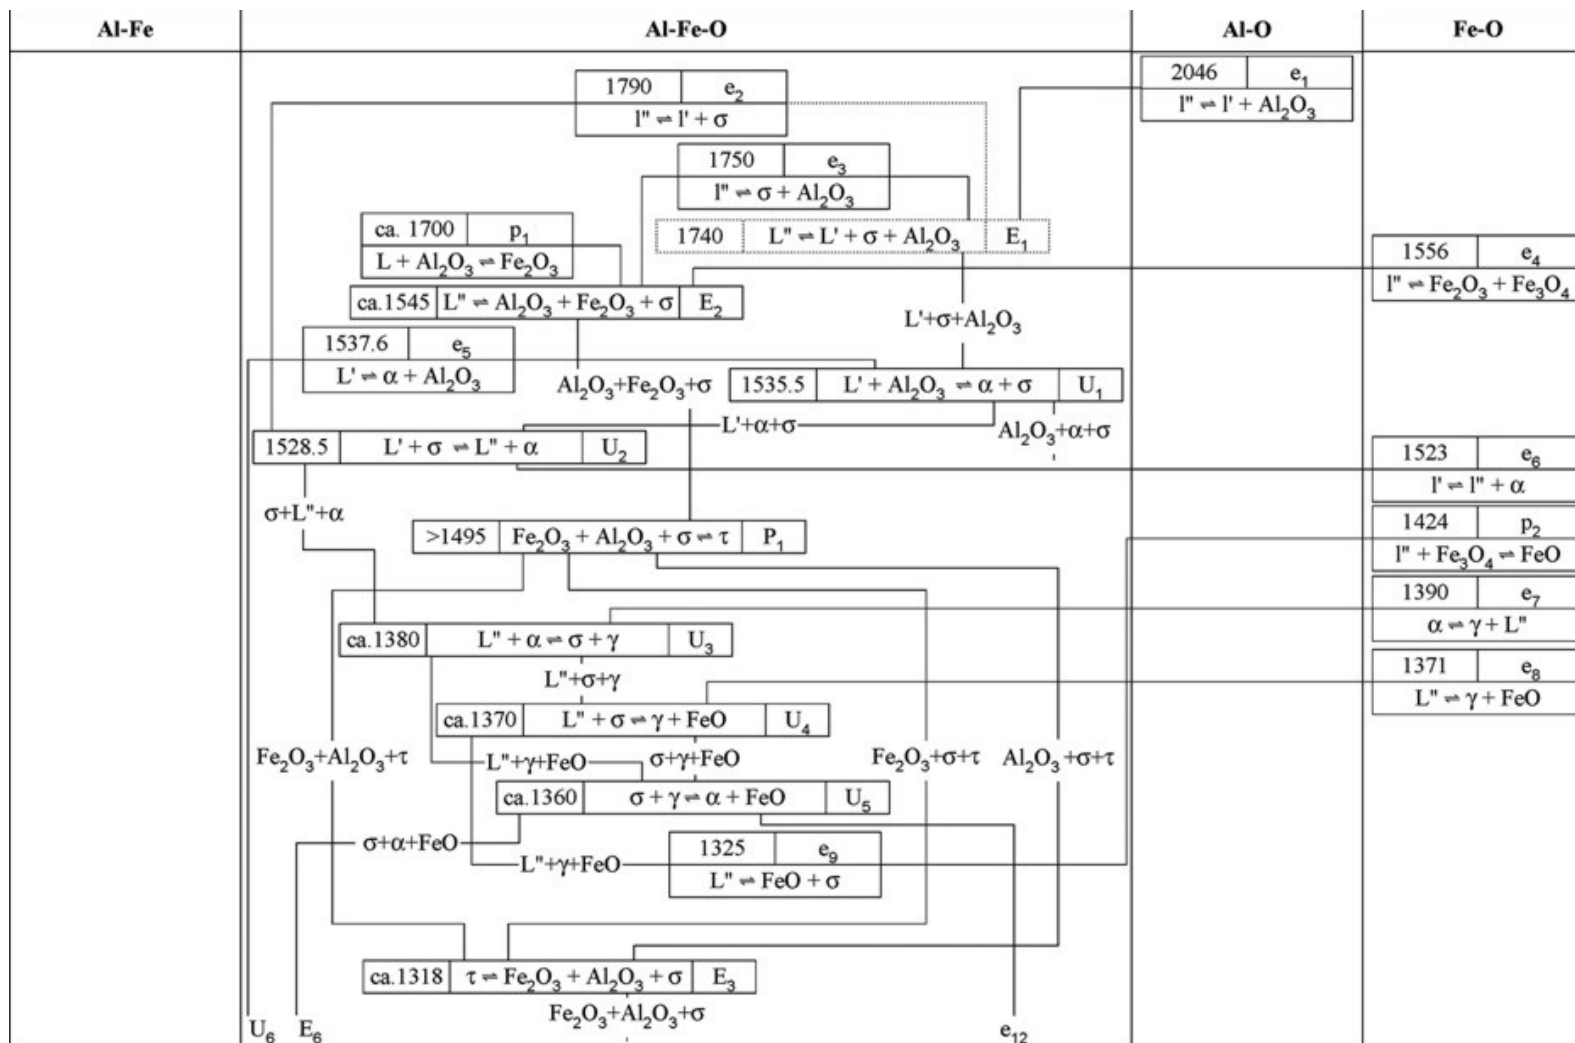 Al-Fe Al-Fe-O Al-O Fe-O
2046 e₁
l" ⇌ l' + Al₂O₃
1790 e₂
l" ⇌ l' + σ
1750 e₃
l" ⇌ σ + Al₂O₃
ca. 1700 p₁
L + Al₂O₃ ⇌ Fe₂O₃
1740 L" ⇌ L' + σ + Al₂O₃ E₁
1556 e₄
l" ⇌ Fe₂O₃ + Fe₃O₄
ca.1545 L" ⇌ Al₂O₃ + Fe₂O₃ + σ E₂
L'+σ+Al₂O₃
1537.6 e₅
L' ⇌ α + Al₂O₃
Al₂O₃+Fe₂O₃+σ
1535.5 L' + Al₂O₃ ⇌ α + σ U₁
L'+α+σ
Al₂O₃+α+σ
1528.5 L' + σ ⇌ L" + α U₂
1523 e₆
l' ⇌ l" + α
σ+L"+α
>1495 Fe₂O₃ + Al₂O₃ + σ ⇌ τ P₁
1424 p₂
l" + Fe₃O₄ ⇌ FeO
1390 e₇
α ⇌ γ + L"
ca.1380 L" + α ⇌ σ + γ U₃
L"+σ+γ
1371 e₈
L" ⇌ γ + FeO
ca.1370 L" + σ ⇌ γ + FeO U₄
Fe₂O₃+Al₂O₃+τ
L"+γ+FeO
σ+γ+FeO
Fe₂O₃+σ+τ
Al₂O₃+σ+τ
ca.1360 σ + γ ⇌ α + FeO U₅
σ+α+FeO
L"+γ+FeO
1325 e₉
L" ⇌ FeO + σ
ca.1318 τ ⇌ Fe₂O₃ + Al₂O₃ + σ E₃
Fe₂O₃+Al₂O₃+σ
U₆ E₆ e₁₂